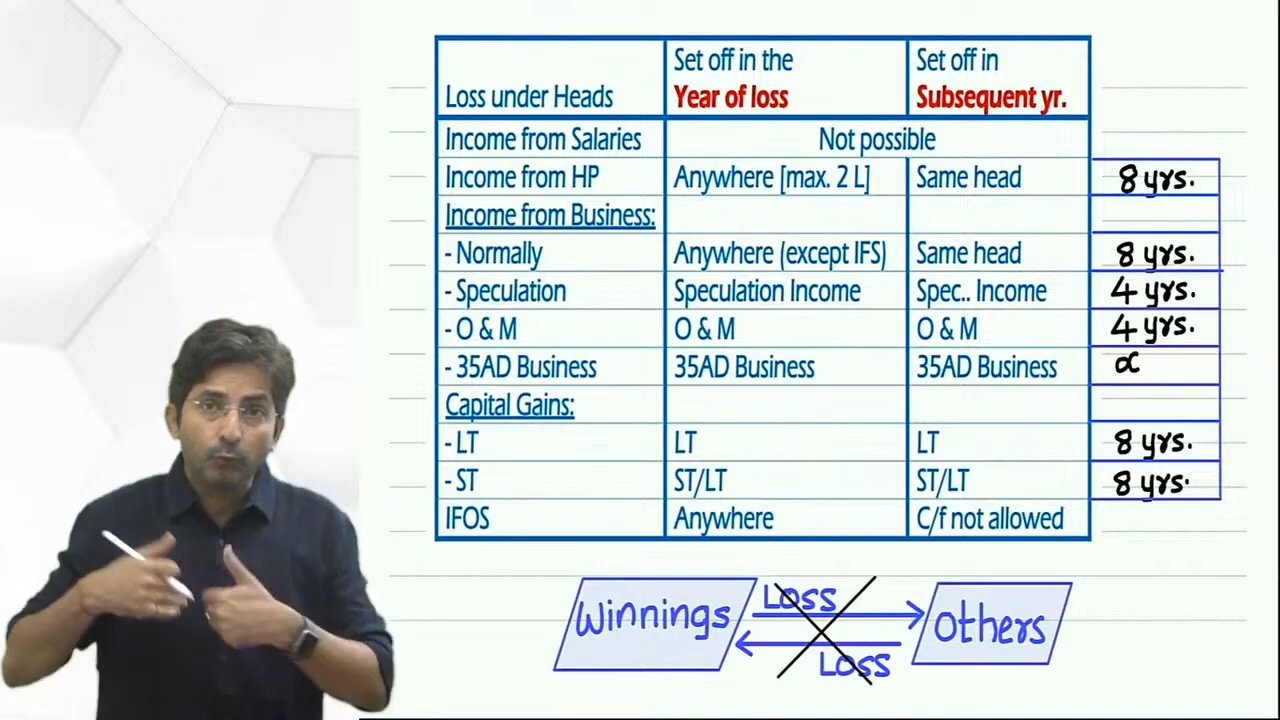 Loss under Heads
Set off in the
Year of loss
Set off in
Subsequent yr.
Income from Salaries Not possible
Income from HP Anywhere [max. 2 L] Same head 8 yrs.
Income from Business:
- Normally Anywhere (except IFS) Same head 8 yrs.
- Speculation Speculation Income Spec.. Income 4 yrs.
- O & M O & M O & M 4 yrs.
- 35AD Business 35AD Business 35AD Business α
Capital Gains:
- LT LT LT 8 yrs.
- ST ST/LT ST/LT 8 yrs.
IFOS Anywhere C/f not allowed
Winnings Loss Others
Loss